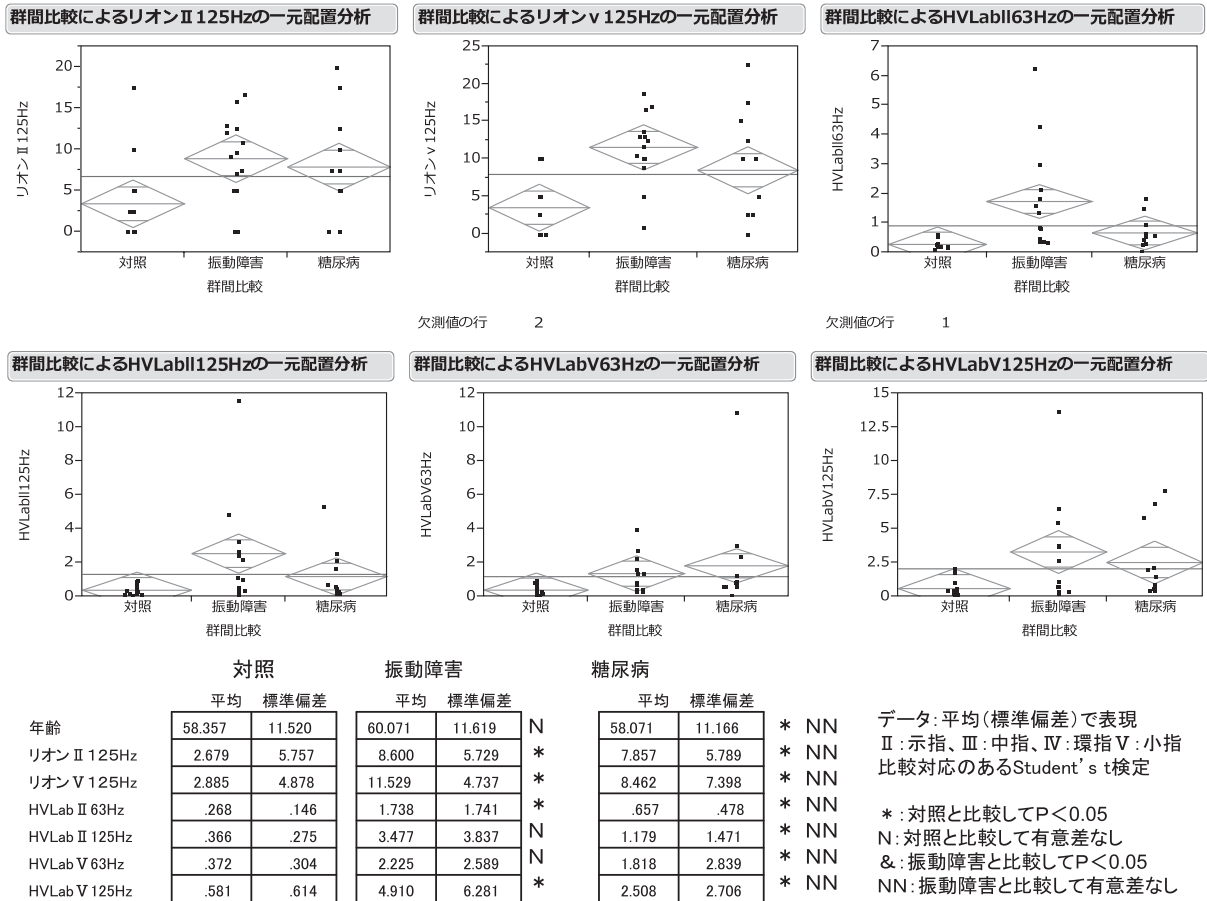 群間比較によるリオンⅡ125Hzの一元配置分析
リオンⅡ125Hz
20
15
10
5
0
対照 振動障害 糖尿病
群間比較
群間比較によるリオンv125Hzの一元配置分析
リオンv125Hz
25
20
15
10
5
0
対照 振動障害 糖尿病
群間比較
欠測値の行 2
群間比較によるHVLabII63Hzの一元配置分析
HVLabII63Hz
7
6
5
4
3
2
1
0
対照 振動障害 糖尿病
群間比較
欠測値の行 1
群間比較によるHVLabII125Hzの一元配置分析
HVLabII125Hz
12
10
8
6
4
2
0
対照 振動障害 糖尿病
群間比較
群間比較によるHVLabV63Hzの一元配置分析
HVLabV63Hz
12
10
8
6
4
2
0
対照 振動障害 糖尿病
群間比較
群間比較によるHVLabV125Hzの一元配置分析
HVLabV125Hz
15
12.5
10
7.5
5
2.5
0
対照 振動障害 糖尿病
群間比較
対照 振動障害 糖尿病
平均 標準偏差 平均 標準偏差 平均 標準偏差
年齢 58.357 11.520 60.071 11.619 N 58.071 11.166 * NN
リオンⅡ125Hz 2.679 5.757 8.600 5.729 * 7.857 5.789 * NN
リオンⅤ125Hz 2.885 4.878 11.529 4.737 * 8.462 7.398 * NN
HVLabⅡ63Hz .268 .146 1.738 1.741 * .657 .478 * NN
HVLabⅡ125Hz .366 .275 3.477 3.837 N 1.179 1.471 * NN
HVLabⅤ63Hz .372 .304 2.225 2.589 N 1.818 2.839 * NN
HVLabⅤ125Hz .581 .614 4.910 6.281 * 2.508 2.706 * NN
データ:平均(標準偏差)で表現
Ⅱ:示指、Ⅲ:中指、Ⅳ:環指Ⅴ:小指
比較対応のあるStudent's t検定
*:対照と比較してP<0.05
N:対照と比較して有意差なし
&:振動障害と比較してP<0.05
NN:振動障害と比較して有意差なし